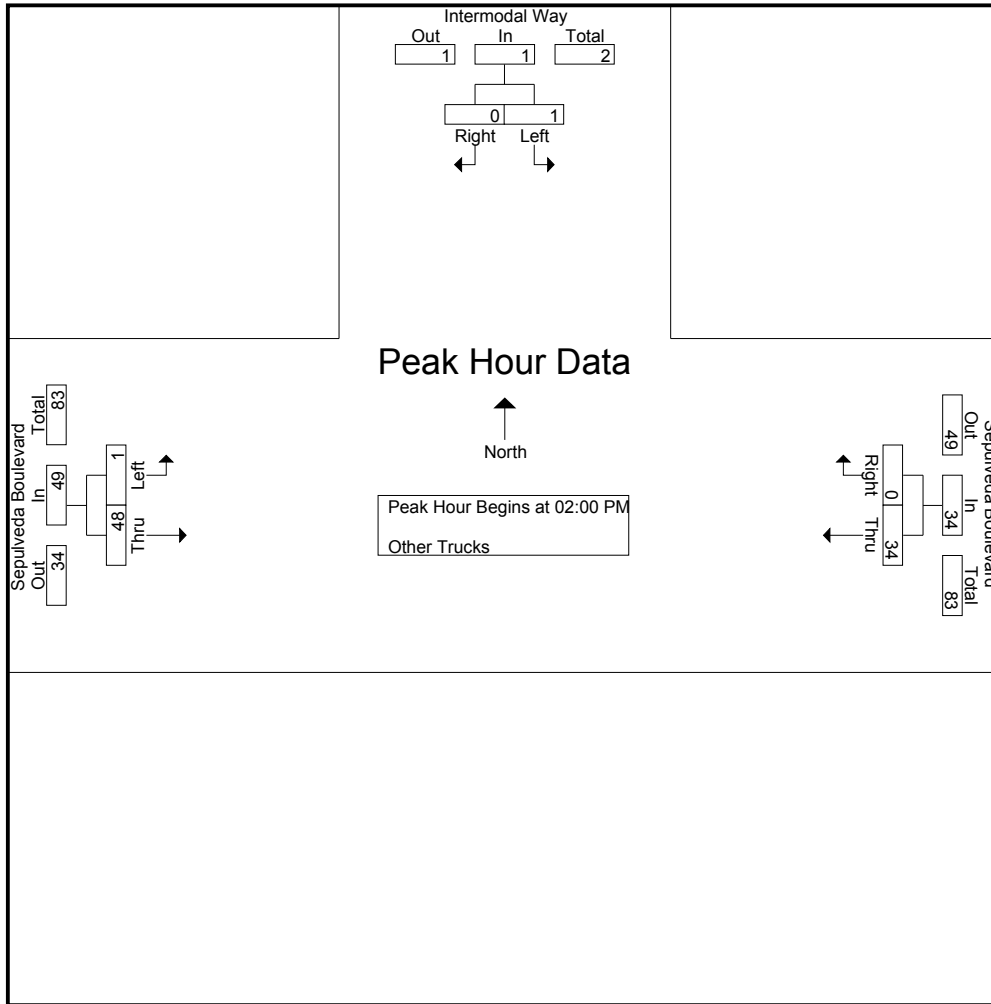 Intermodal Way
Out In Total
1 1 2
0 1
Right Left
Peak Hour Data
North
Peak Hour Begins at 02:00 PM
Other Trucks
Sepulveda Boulevard
Total
83
In
49
Out
34
1
Left
48
Thru
Right
0
Thru
34
Out
49
In
34
Total
83
Sepulveda Boulevard